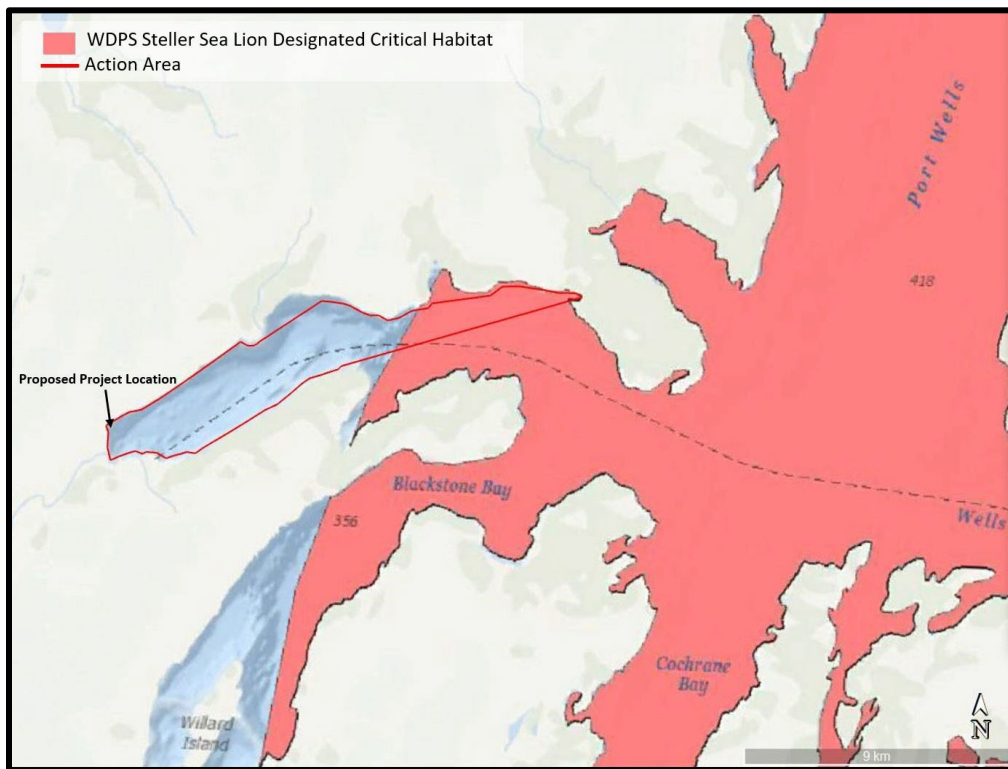 WDPS Steller Sea Lion Designated Critical Habitat
Action Area
Port Wells
418
Proposed Project Location
Blackstone Bay
356
Wells
Cochrane
Bay
Willard
Island
N
9 km